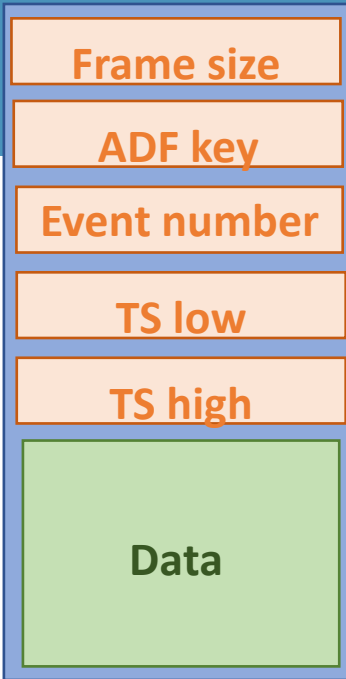 Frame size
ADF key
Event number
TS low
TS high
Data